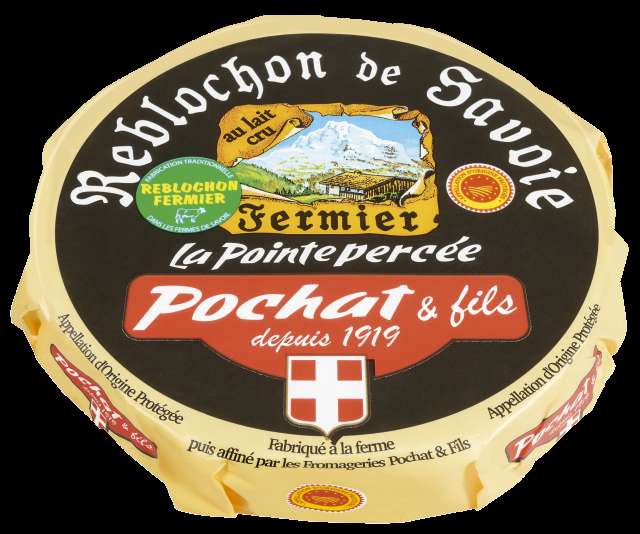 Reblochon de Savoie
au lait
cru
FABRICATION TRADITIONNELLE
REBLOCHON
FERMIER
DANS LES FERMES DE SAVOIE
Fermier
La Pointe percée
Pochat & fils
depuis 1919
Appellation d'Origine Protégée
Appellation d'Origine Protégée
Fabriqué à la ferme
puis affiné par les Fromageries Pochat & Fils
Pochat
& fils
Pochat